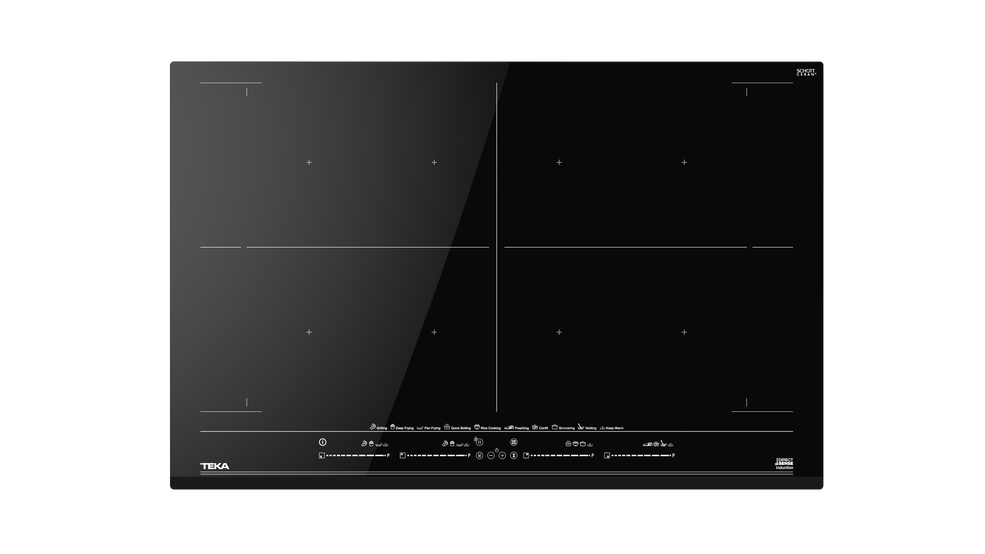 SCHOTT
CERAN®
Grilling Deep Frying Pan Frying Quick Boiling Rice Cooking Poaching Confit Simmering Melting Keep Warm
P P P P
TEKA
DIRECT
SENSE
induction